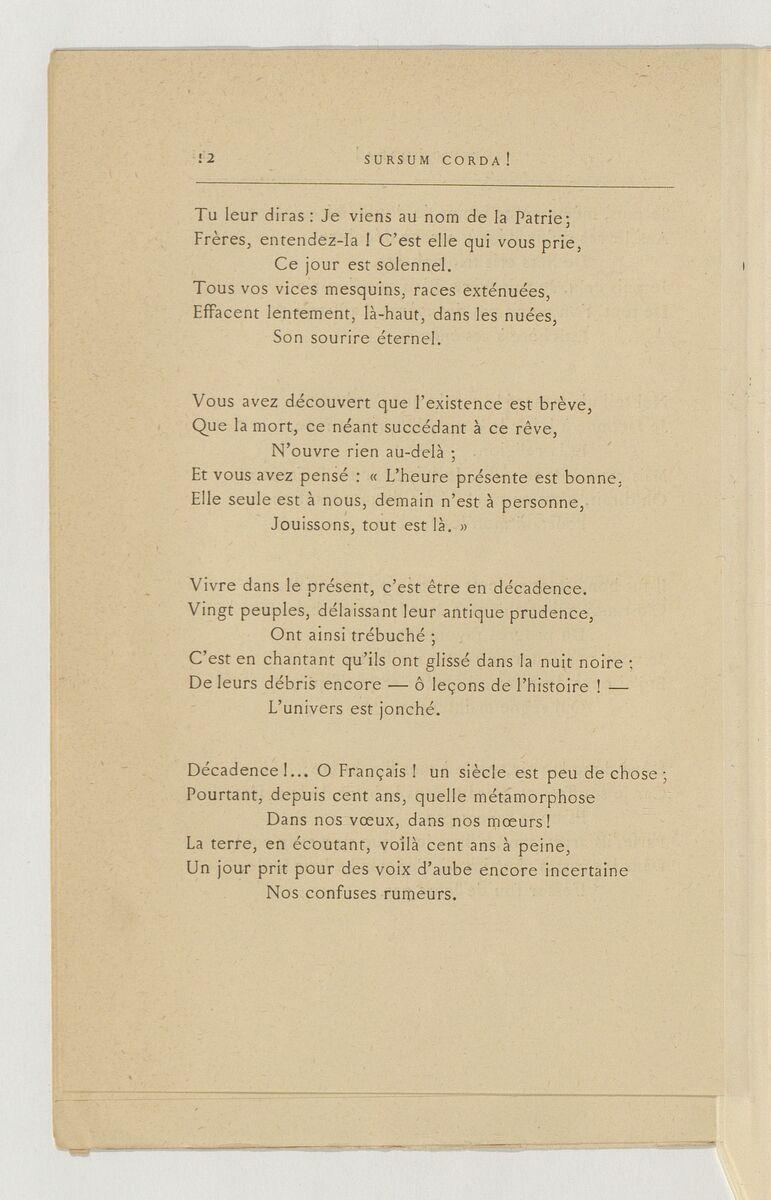 12 SURSUM CORDA!
Tu leur diras : Je viens au nom de la Patrie;
Frères, entendez-la ! C'est elle qui vous prie,
Ce jour est solennel.
Tous vos vices mesquins, races exténuées,
Effacent lentement, là-haut, dans les nuées,
Son sourire éternel.
Vous avez découvert que l'existence est brève,
Que la mort, ce néant succédant à ce rêve,
N'ouvre rien au-delà ;
Et vous avez pensé : « L'heure présente est bonne,
Elle seule est à nous, demain n'est à personne,
Jouissons, tout est là. »
Vivre dans le présent, c'est être en décadence.
Vingt peuples, délaissant leur antique prudence,
Ont ainsi trébuché ;
C'est en chantant qu'ils ont glissé dans la nuit noire ;
De leurs débris encore — ô leçons de l'histoire ! —
L'univers est jonché.
Décadence !... O Français ! un siècle est peu de chose ;
Pourtant, depuis cent ans, quelle métamorphose
Dans nos vœux, dans nos mœurs !
La terre, en écoutant, voilà cent ans à peine,
Un jour prit pour des voix d'aube encore incertaine
Nos confuses rumeurs.